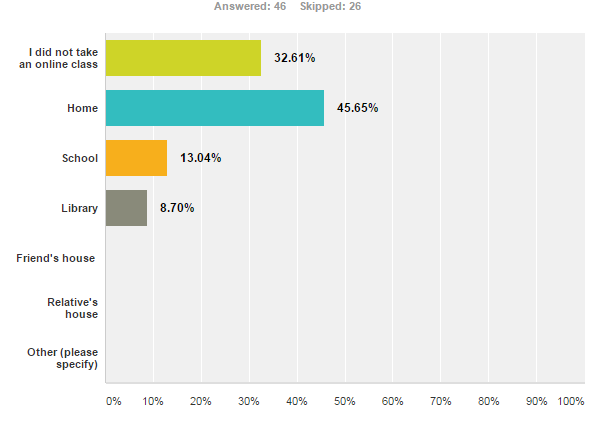 Answered: 46 Skipped: 26
I did not take
an online class
32.61%
Home
45.65%
School
13.04%
Library
8.70%
Friend's house
Relative's
house
Other (please
specify)
0% 10% 20% 30% 40% 50% 60% 70% 80% 90% 100%